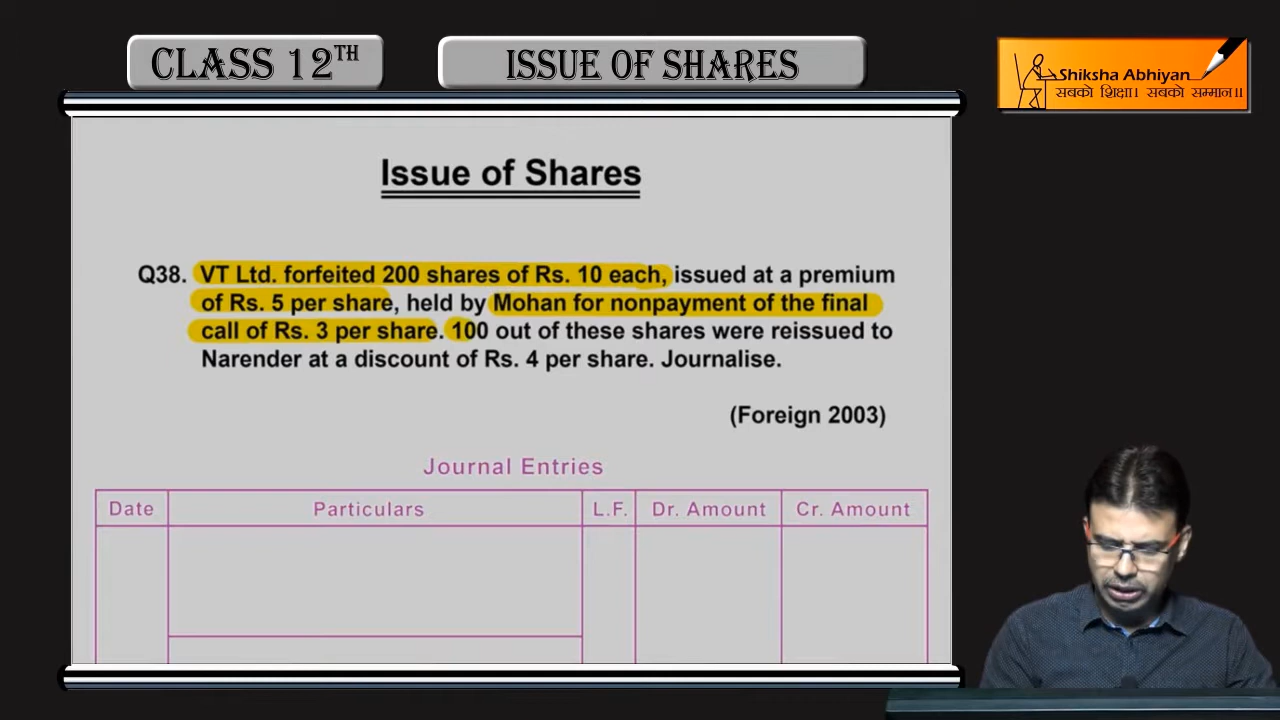 CLASS 12TH
ISSUE OF SHARES
Shiksha Abhiyan
सबको शिक्षा। सबको सम्मान॥
Issue of Shares
Q38. VT Ltd. forfeited 200 shares of Rs. 10 each, issued at a premium
of Rs. 5 per share, held by Mohan for nonpayment of the final
call of Rs. 3 per share. 100 out of these shares were reissued to
Narender at a discount of Rs. 4 per share. Journalise.
(Foreign 2003)
Journal Entries
Date Particulars L.F. Dr. Amount Cr. Amount